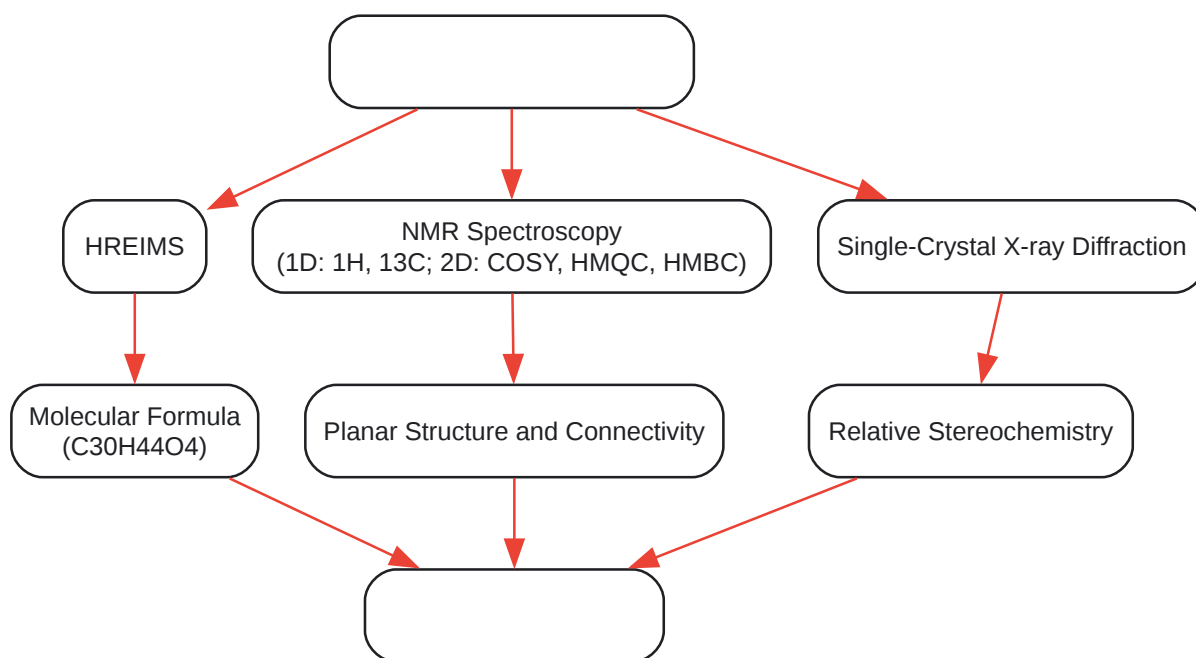 HREIMS
NMR Spectroscopy
(1D: 1H, 13C; 2D: COSY, HMQC, HMBC)
Single-Crystal X-ray Diffraction
Molecular Formula
(C30H44O4)
Planar Structure and Connectivity
Relative Stereochemistry